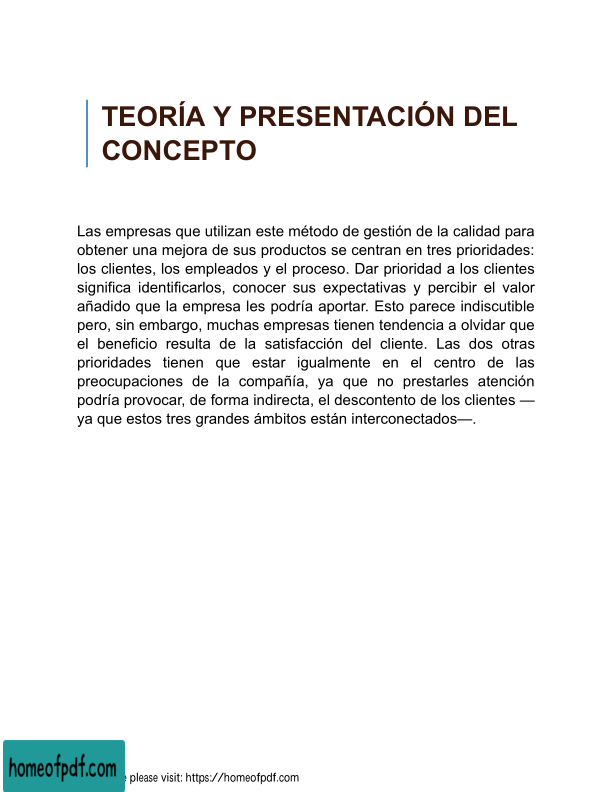 TEORÍA Y PRESENTACIÓN DEL
CONCEPTO
Las empresas que utilizan este método de gestión de la calidad para
obtener una mejora de sus productos se centran en tres prioridades:
los clientes, los empleados y el proceso. Dar prioridad a los clientes
significa identificarlos, conocer sus expectativas y percibir el valor
añadido que la empresa les podría aportar. Esto parece indiscutible
pero, sin embargo, muchas empresas tienen tendencia a olvidar que
el beneficio resulta de la satisfacción del cliente. Las dos otras
prioridades tienen que estar igualmente en el centro de las
preocupaciones de la compañía, ya que no prestarles atención
podría provocar, de forma indirecta, el descontento de los clientes —
ya que estos tres grandes ámbitos están interconectados—.
homeofpdf.com
please visit: https://homeofpdf.com